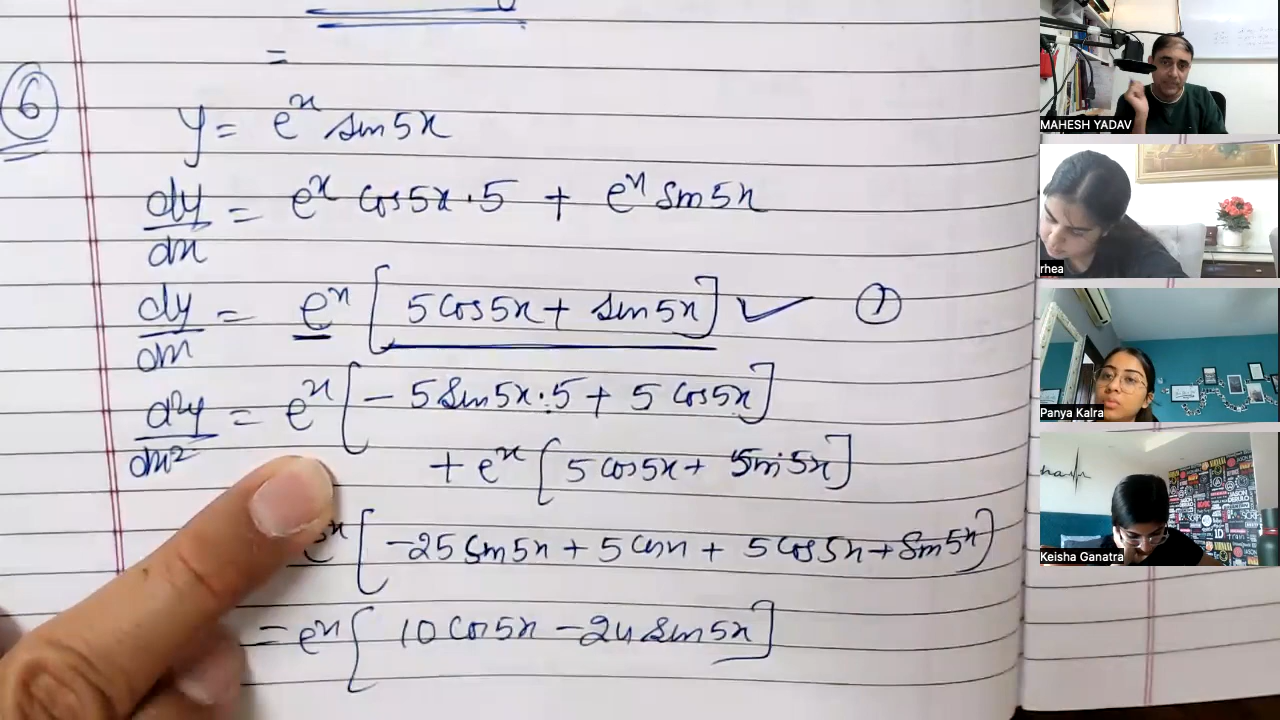 =
6
y = e^x sin5x
dy/dx = e^x cos5x·5 + e^x sin5x
dy/dx = e^x [5cos5x + sin5x] ✓ ①
d²y/dx² = e^x [-5sin5x·5 + 5cos5x]
+ e^x [5cos5x + sin5x]
[-25sin5x + 5cosx + 5cos5x + sin5x)
= e^x [10cos5x - 24sin5x]
MAHESH YADAV
rhea
Panya Kalra
Keisha Ganatra